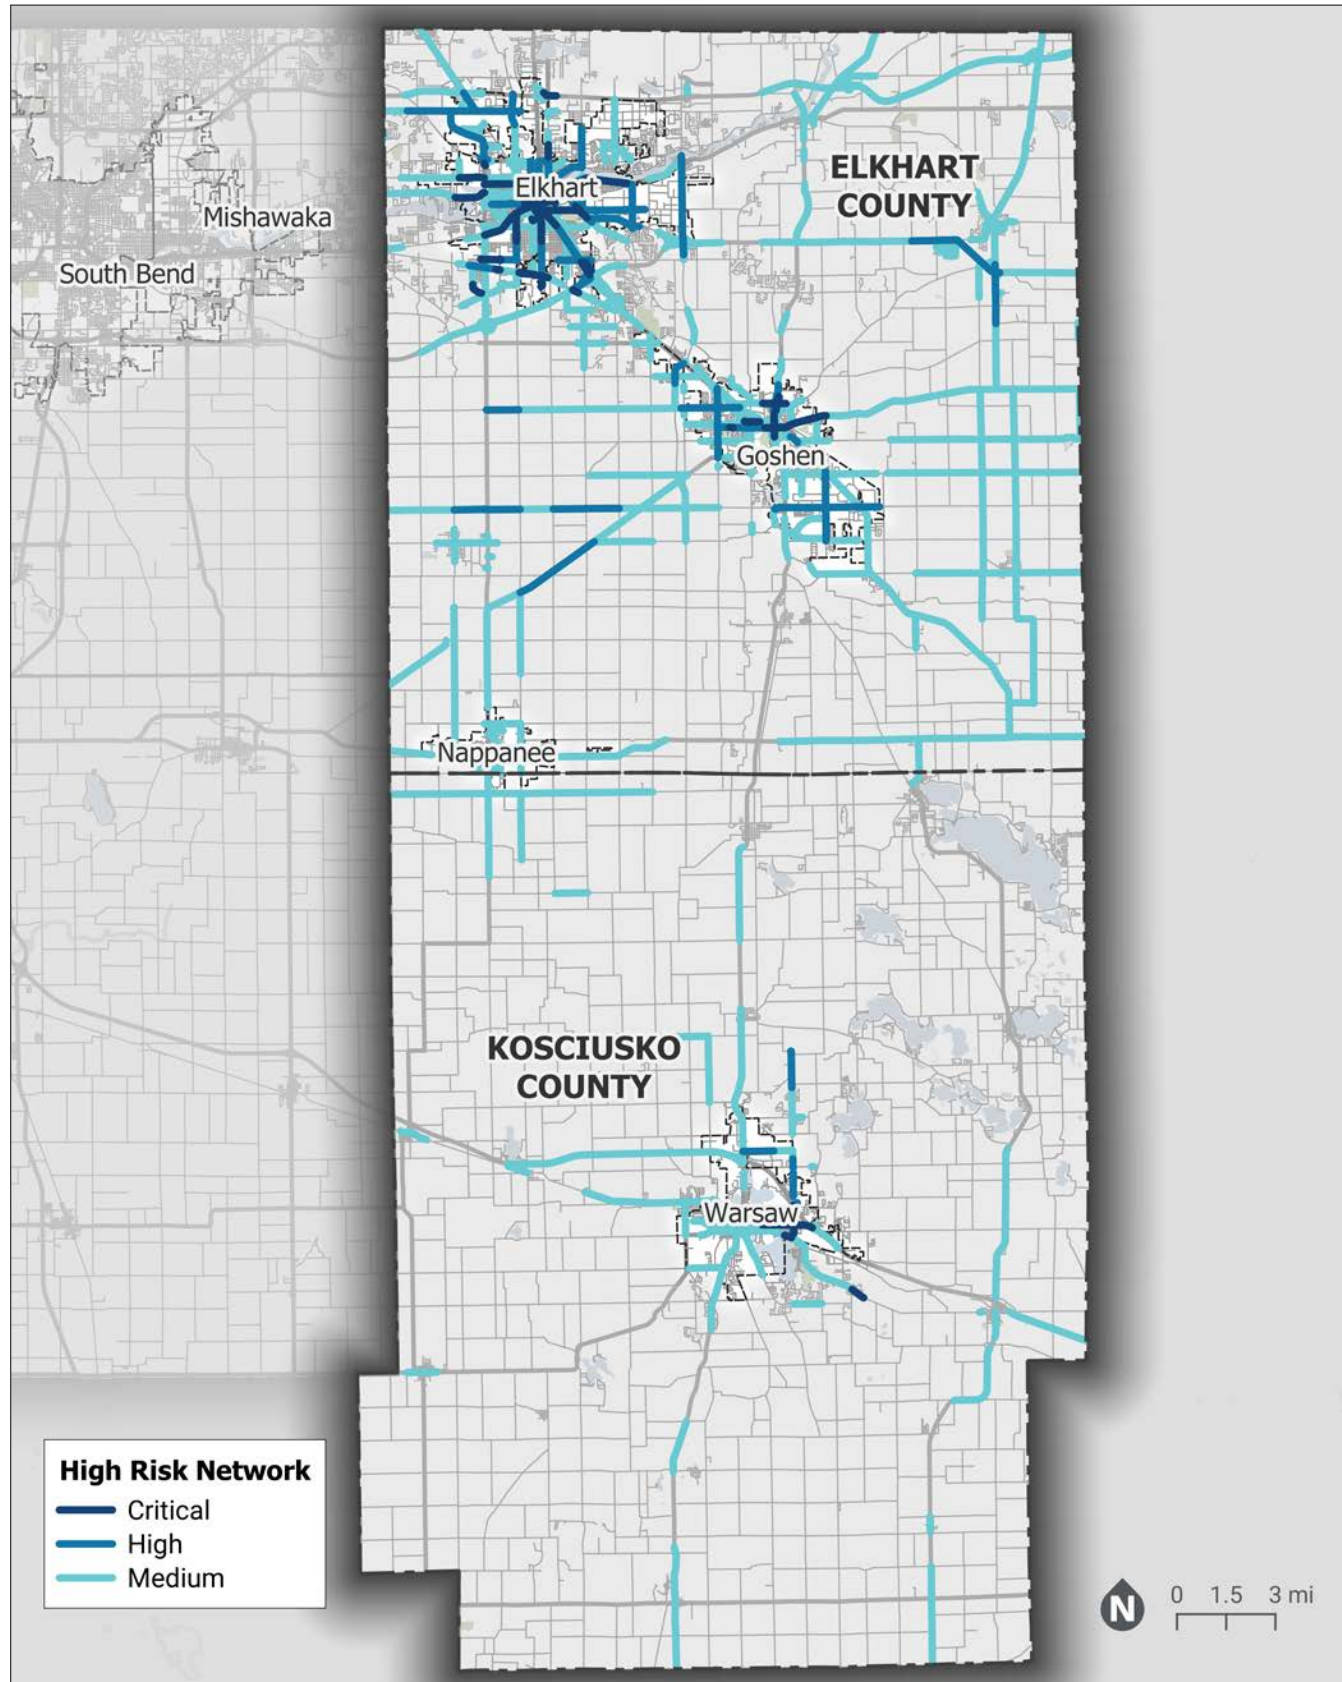 ELKHART
COUNTY
Elkhart
Mishawaka
South Bend
Goshen
Nappanee
KOSCIUSKO
COUNTY
Warsaw
High Risk Network
Critical
High
Medium
N
0 1.5 3 mi